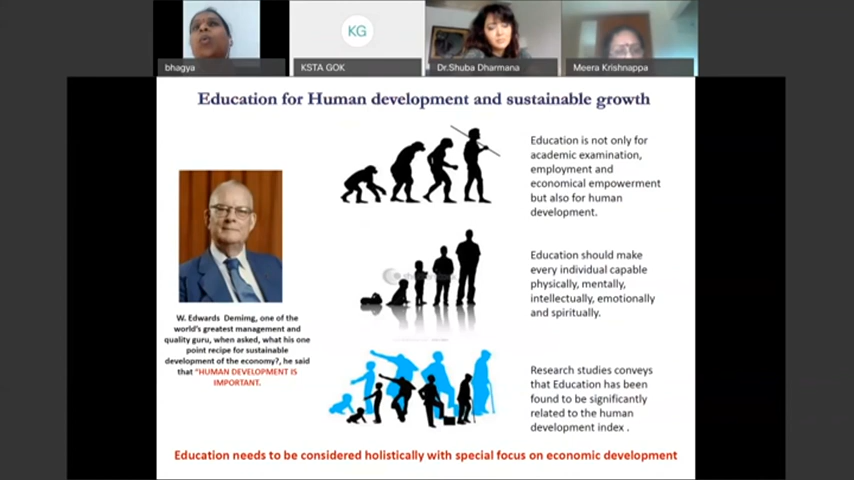 KG
bhagya
KSTA GOK
Dr.Shuba Dharmana
Meera Krishnappa
Education for Human development and sustainable growth
W. Edwards Demimg, one of the
world's greatest management and
quality guru, when asked, what his one
point recipe for sustainable
development of the economy?, he said
that "HUMAN DEVELOPMENT IS
IMPORTANT.
Education is not only for
academic examination,
employment and
economical empowerment
but also for human
development.
Education should make
every individual capable
physically, mentally,
intellectually, emotionally
and spiritually.
Research studies conveys
that Education has been
found to be significantly
related to the human
development index .
Education needs to be considered holistically with special focus on economic development